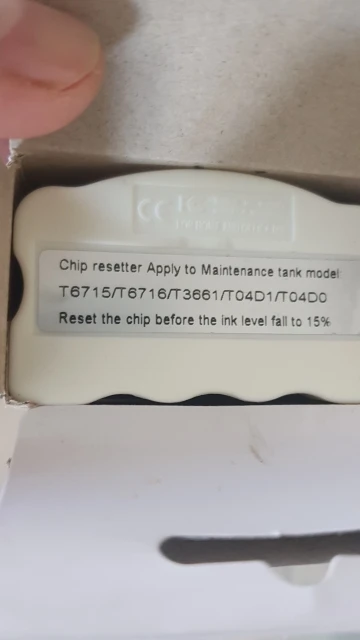 Chip resetter Apply to Maintenance tank model
T6715/T6716/T3661/T04D1/T04D0
Reset the chip before the ink level fall to 15%